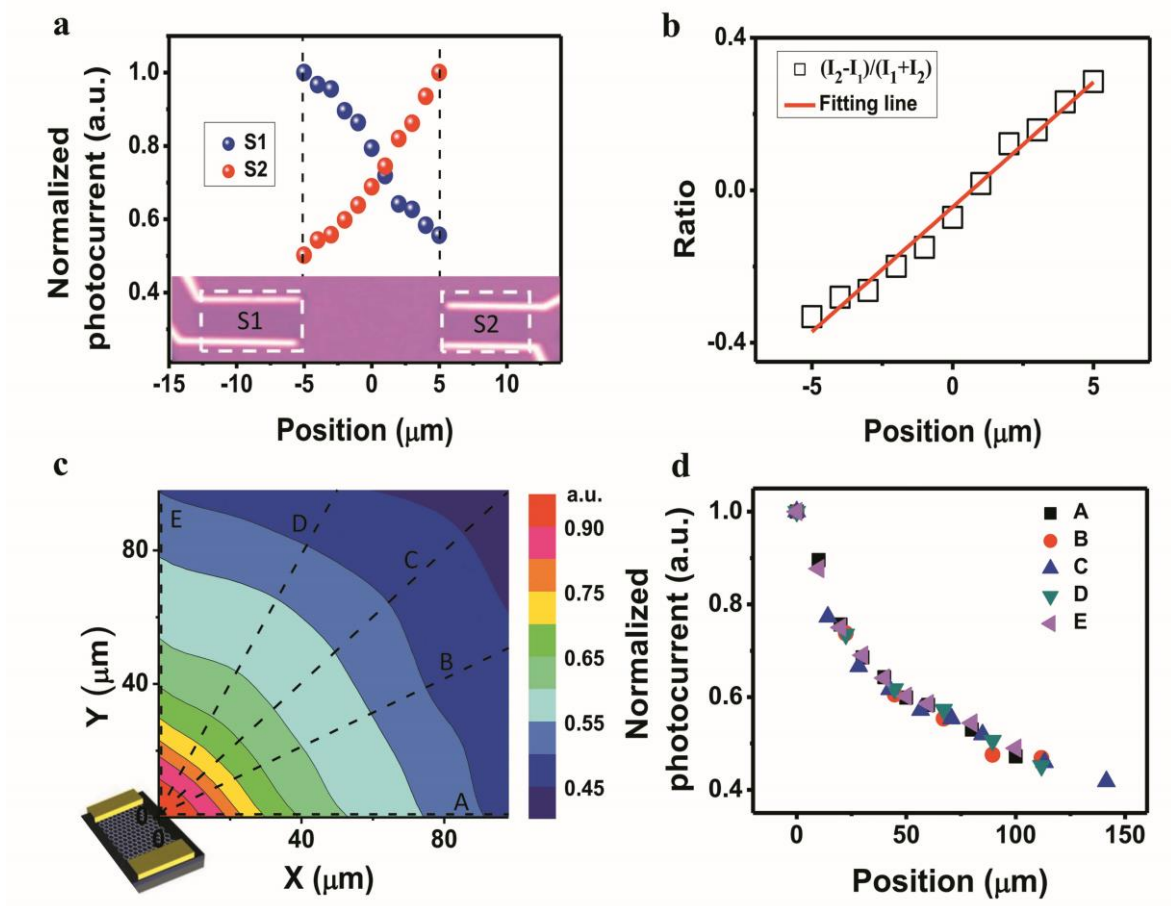 a
Normalized
photocurrent (a.u.)
1.0
0.8
0.6
0.4
S1
S2
S1
S2
-15 -10 -5 0 5 10
Position (μm)
b
Ratio
0.4
0.0
-0.4
(I₂-I₁)/(I₁+I₂)
Fitting line
-5 0 5
Position (μm)
c
Y (μm)
80
40
0
E
D
C
B
A
0 40 80
X (μm)
a.u.
0.90
0.75
0.65
0.55
0.45
d
Normalized
photocurrent (a.u.)
1.0
0.8
0.6
0.4
A
B
C
D
E
0 50 100 150
Position (μm)